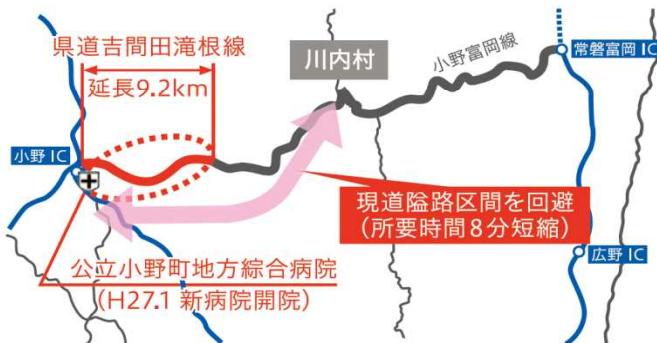 県道吉間田滝根線
延長9.2km
川内村
小野富岡線
常磐富岡IC
小野IC
現道隘路区間を回避
(所要時間8分短縮)
広野IC
公立小野町地方綜合病院
(H27.1 新病院開院)